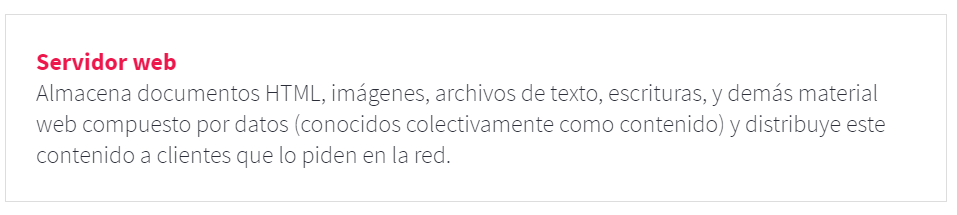 Servidor web
Almacena documentos HTML, imágenes, archivos de texto, escrituras, y demás material
web compuesto por datos (conocidos colectivamente como contenido) y distribuye este
contenido a clientes que lo piden en la red.